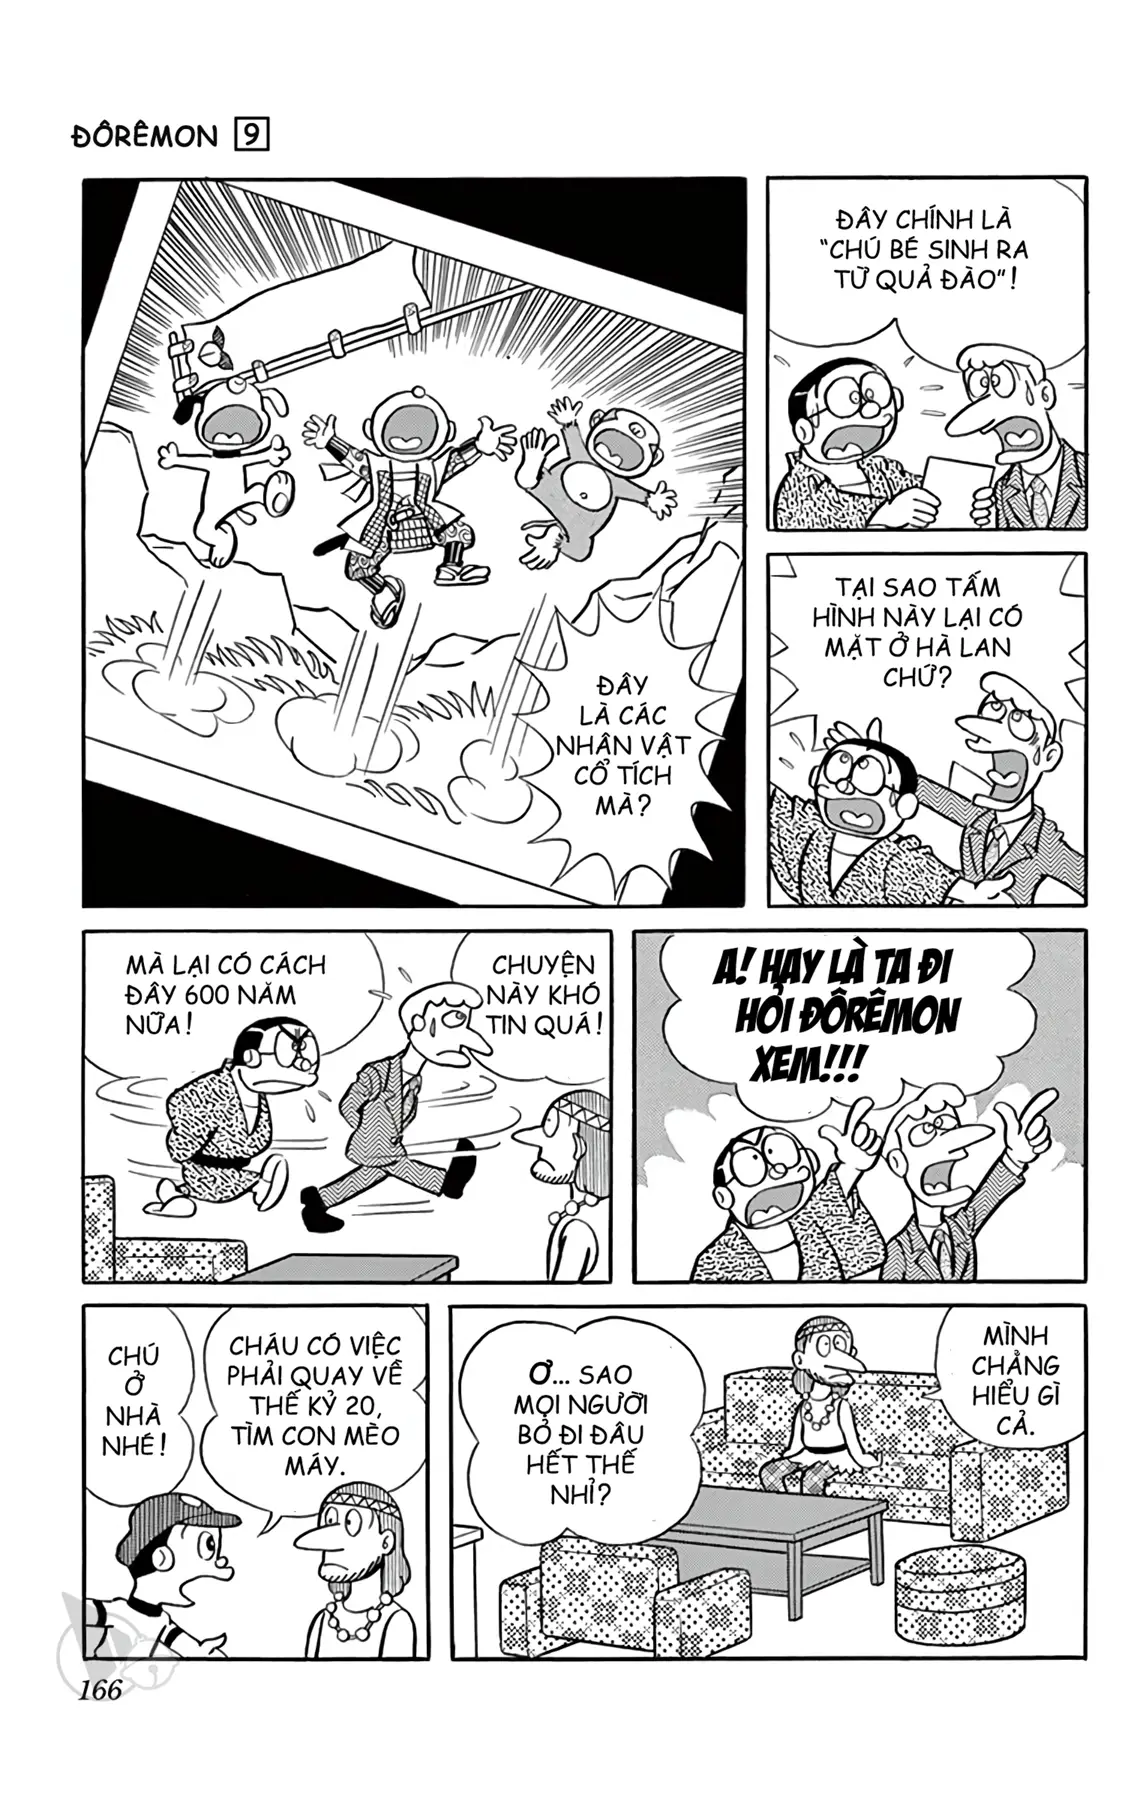 ĐÔRÊMON 9
ĐÂY
LÀ CÁC
NHÂN VẬT
CỔ TÍCH
MÀ?
ĐÂY CHÍNH LÀ
"CHÚ BÉ SINH RA
TỪ QUẢ ĐÀO"!
TẠI SAO TẤM
HÌNH NÀY LẠI CÓ
MẶT Ở HÀ LAN
CHỨ?
MÀ LẠI CÓ CÁCH
ĐÂY 600 NĂM
NỮA!
CHUYỆN
NÀY KHÓ
TIN QUÁ!
A! HAY LÀ TA ĐI
HỎI ĐÔRÊMON
XEM!!!
CHÚ
Ở
NHÀ
NHÉ!
CHÁU CÓ VIỆC
PHẢI QUAY VỀ
THẾ KỶ 20,
TÌM CON MÈO
MÁY.
Ơ... SAO
MỌI NGƯỜI
BỎ ĐI ĐÂU
HẾT THẾ
NHỈ?
MÌNH
CHẲNG
HIỂU GÌ
CẢ.
166